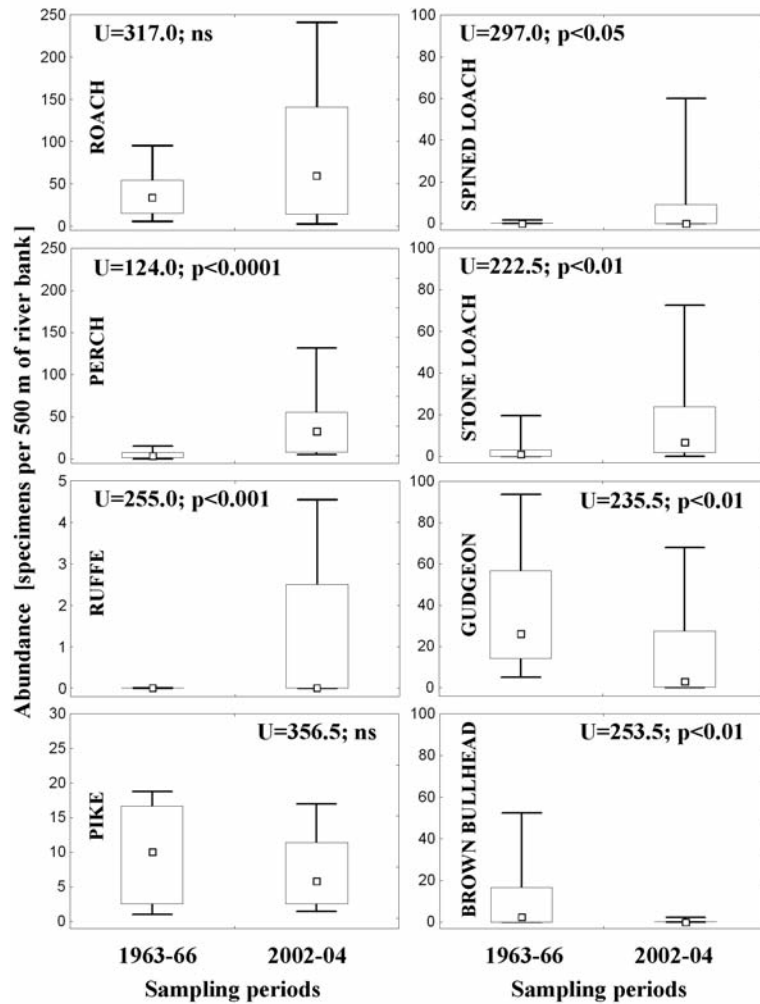 Abundance [specimens per 500 m of river bank]
ROACH
U=317.0; ns
250
200
150
100
50
0
SPINED LOACH
U=297.0; p<0.05
100
80
60
40
20
0
PERCH
U=124.0; p<0.0001
250
200
150
100
50
0
STONE LOACH
U=222.5; p<0.01
100
80
60
40
20
0
RUFFE
U=255.0; p<0.001
5
4
3
2
1
0
GUDGEON
U=235.5; p<0.01
100
80
60
40
20
0
PIKE
U=356.5; ns
30
25
20
15
10
5
0
BROWN BULLHEAD
U=253.5; p<0.01
100
80
60
40
20
0
1963-66 2002-04
Sampling periods
1963-66 2002-04
Sampling periods